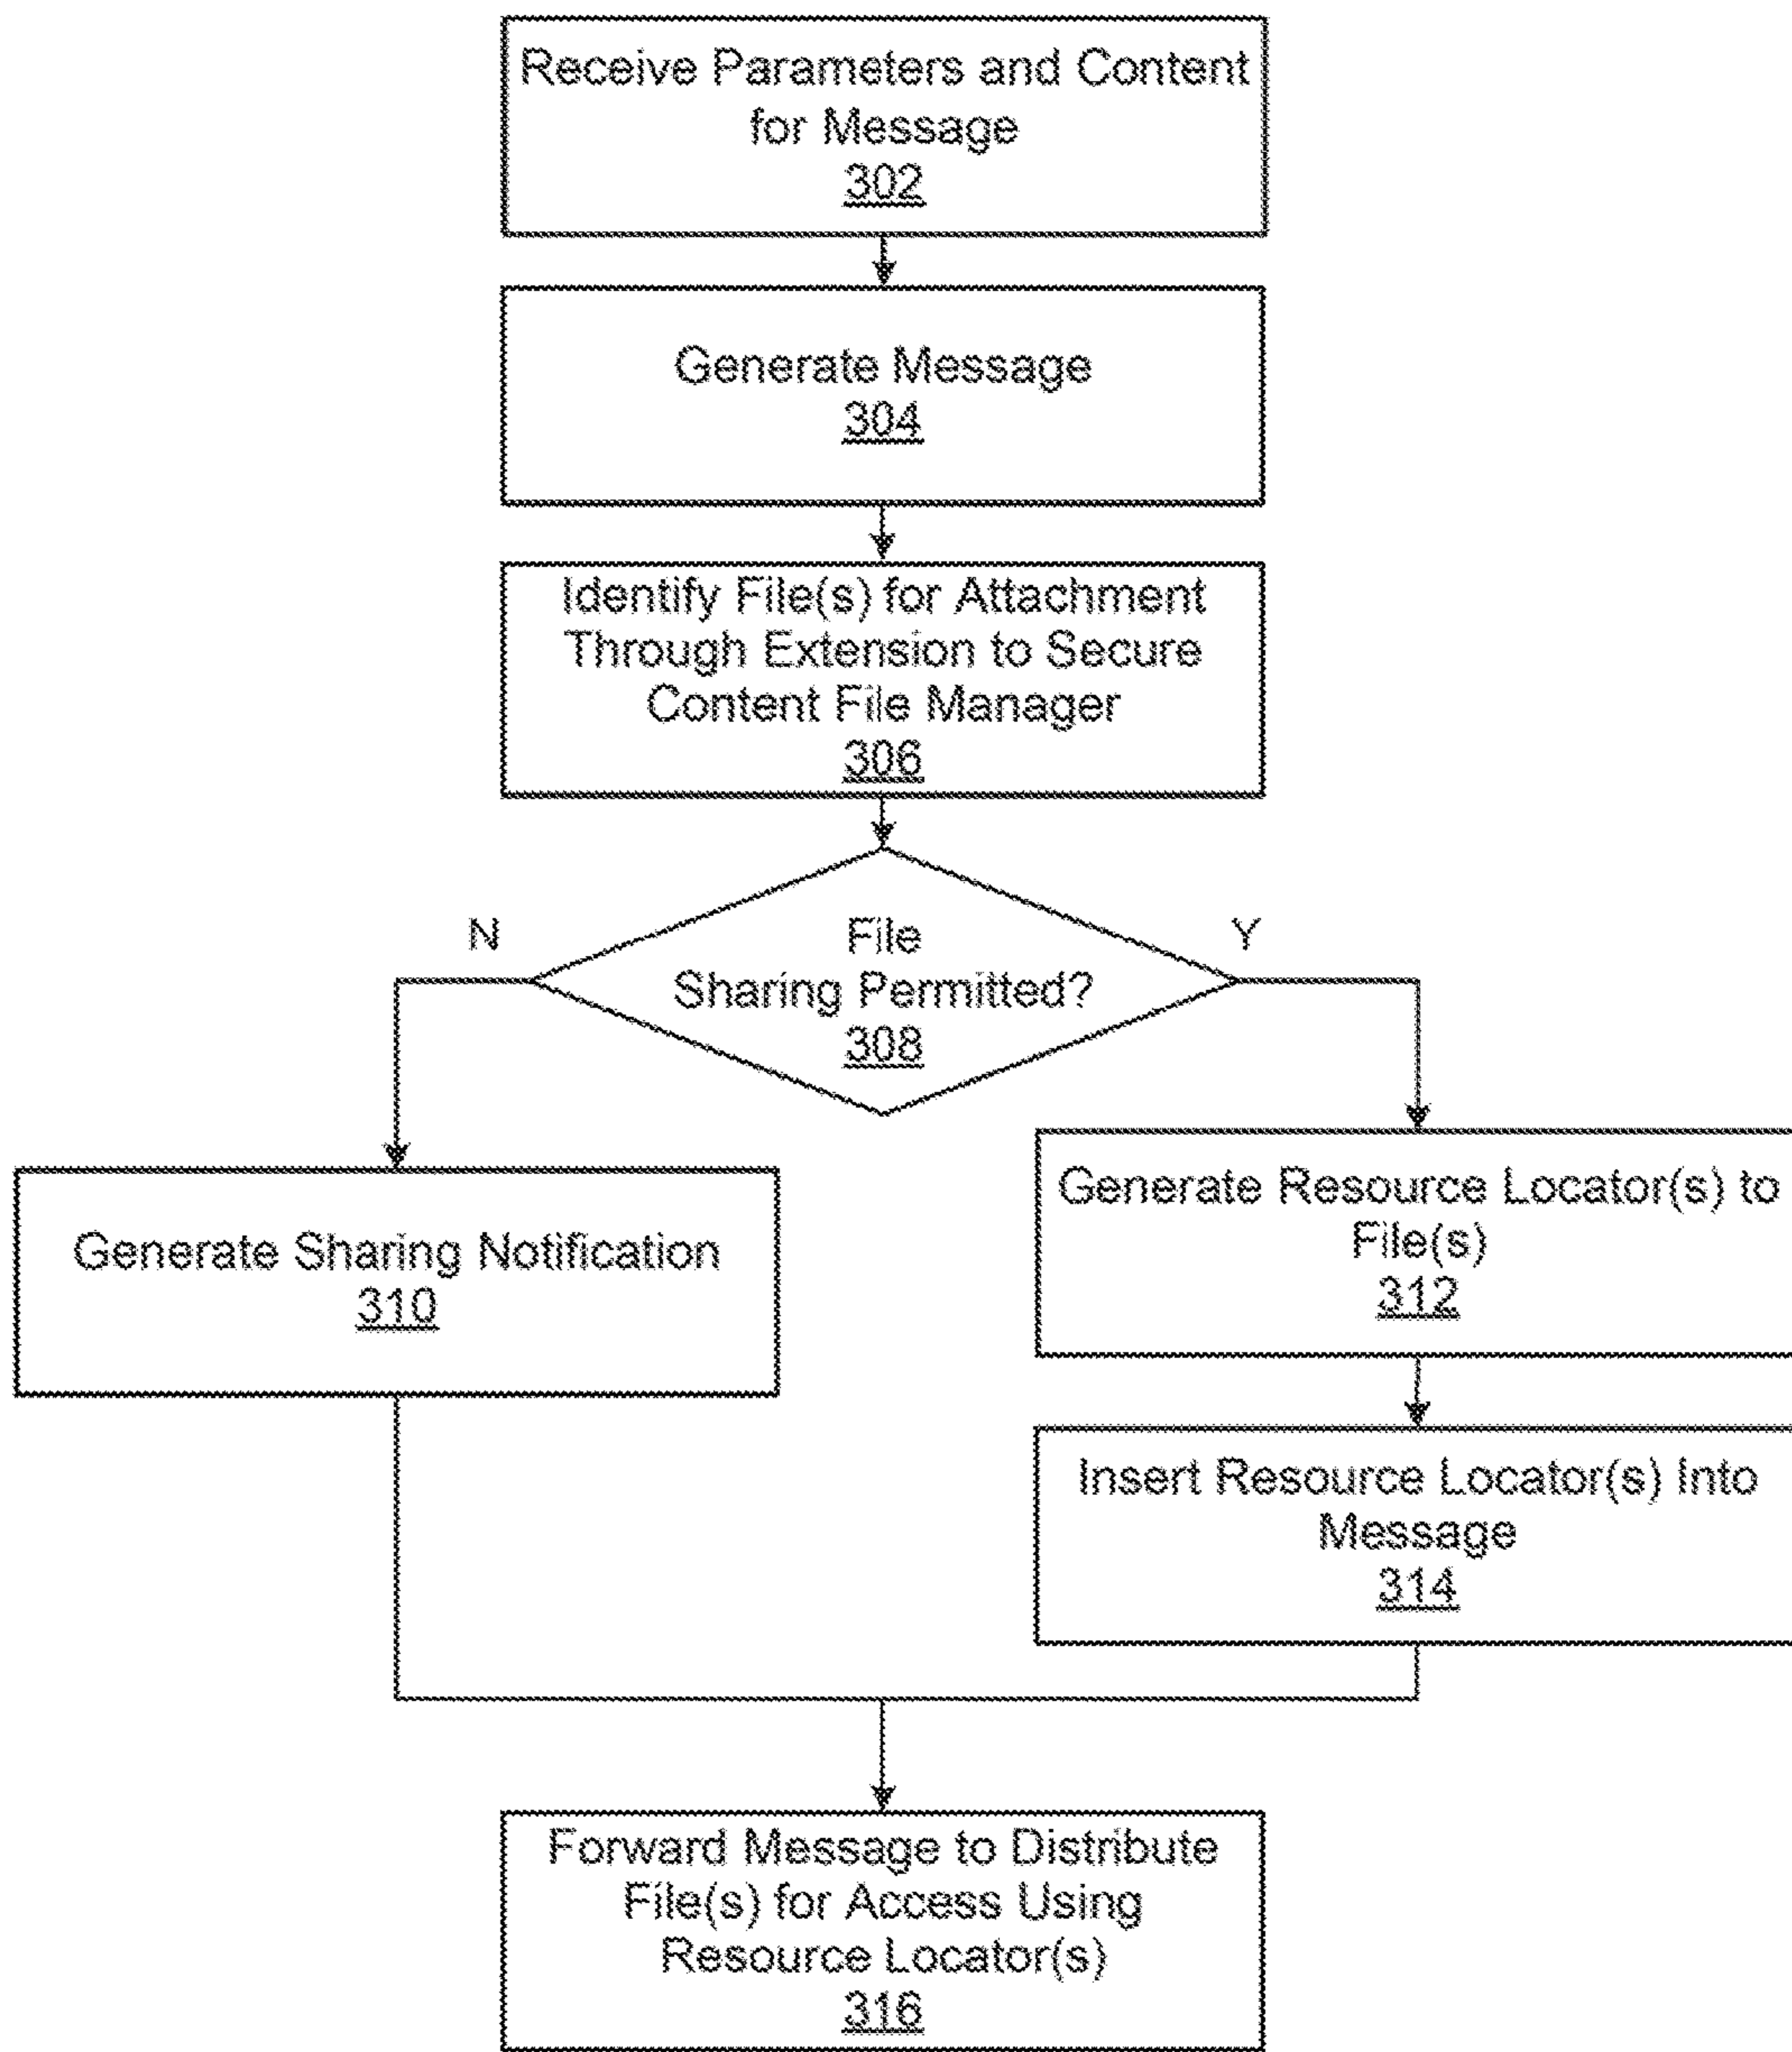 Receive Parameters and Content
for Message
302
Generate Message
304
Identify File(s) for Attachment
Through Extension to Secure
Content File Manager
306
N
Y
File
Sharing Permitted?
308
Generate Sharing Notification
310
Generate Resource Locator(s) to
File(s)
312
Insert Resource Locator(s) Into
Message
314
Forward Message to Distribute
File(s) for Access Using
Resource Locator(s)
316